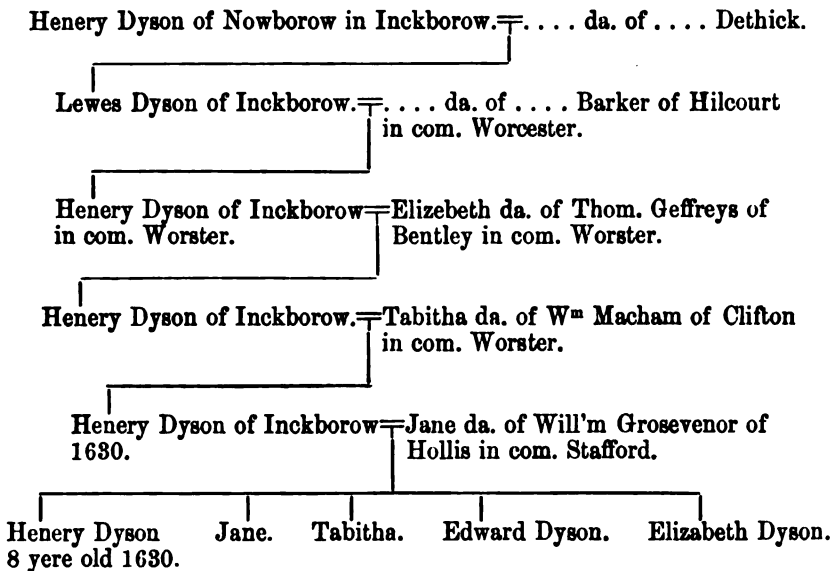 Henery Dyson of Nowborow in Inckborow.=. . . . da. of . . . . Dethick.
Lewes Dyson of Inckborow.=. . . . da. of . . . . Barker of Hilcourt
in com. Worcester.
Henery Dyson of Inckborow=Elizebeth da. of Thom. Geffreys of
in com. Worster. Bentley in com. Worster.
Henery Dyson of Inckborow.=Tabitha da. of Wᵐ Macham of Clifton
in com. Worster.
Henery Dyson of Inckborow=Jane da. of Will'm Grosevenor of
1630. Hollis in com. Stafford.
Henery Dyson Jane. Tabitha. Edward Dyson. Elizabeth Dyson.
8 yere old 1630.